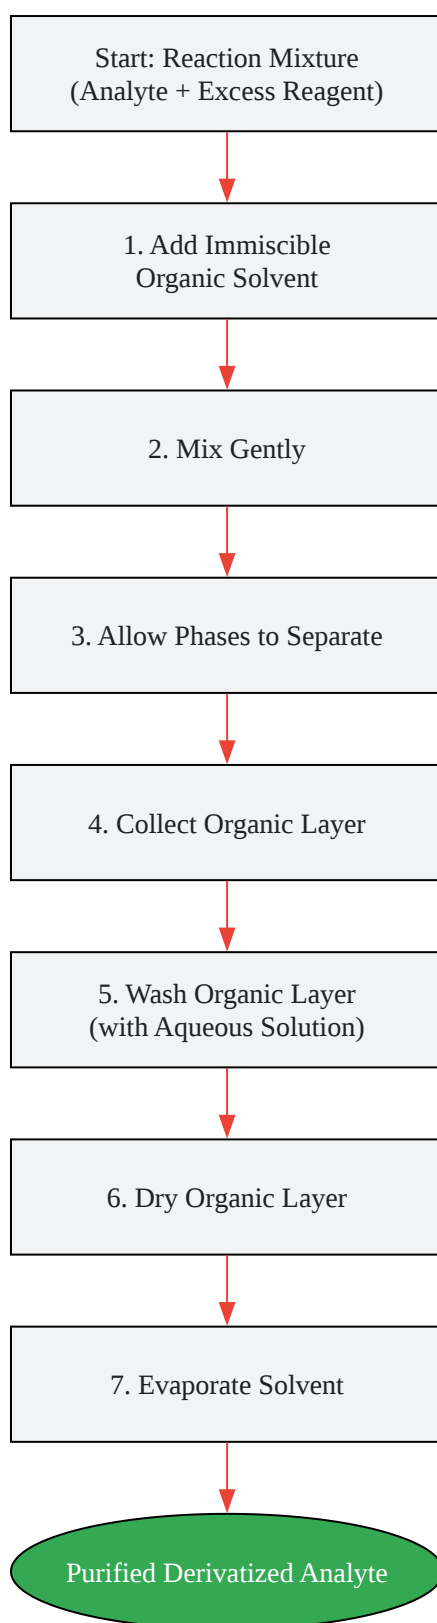 Start: Reaction Mixture
(Analyte + Excess Reagent)
1. Add Immiscible
Organic Solvent
2. Mix Gently
3. Allow Phases to Separate
4. Collect Organic Layer
5. Wash Organic Layer
(with Aqueous Solution)
6. Dry Organic Layer
7. Evaporate Solvent
Purified Derivatized Analyte